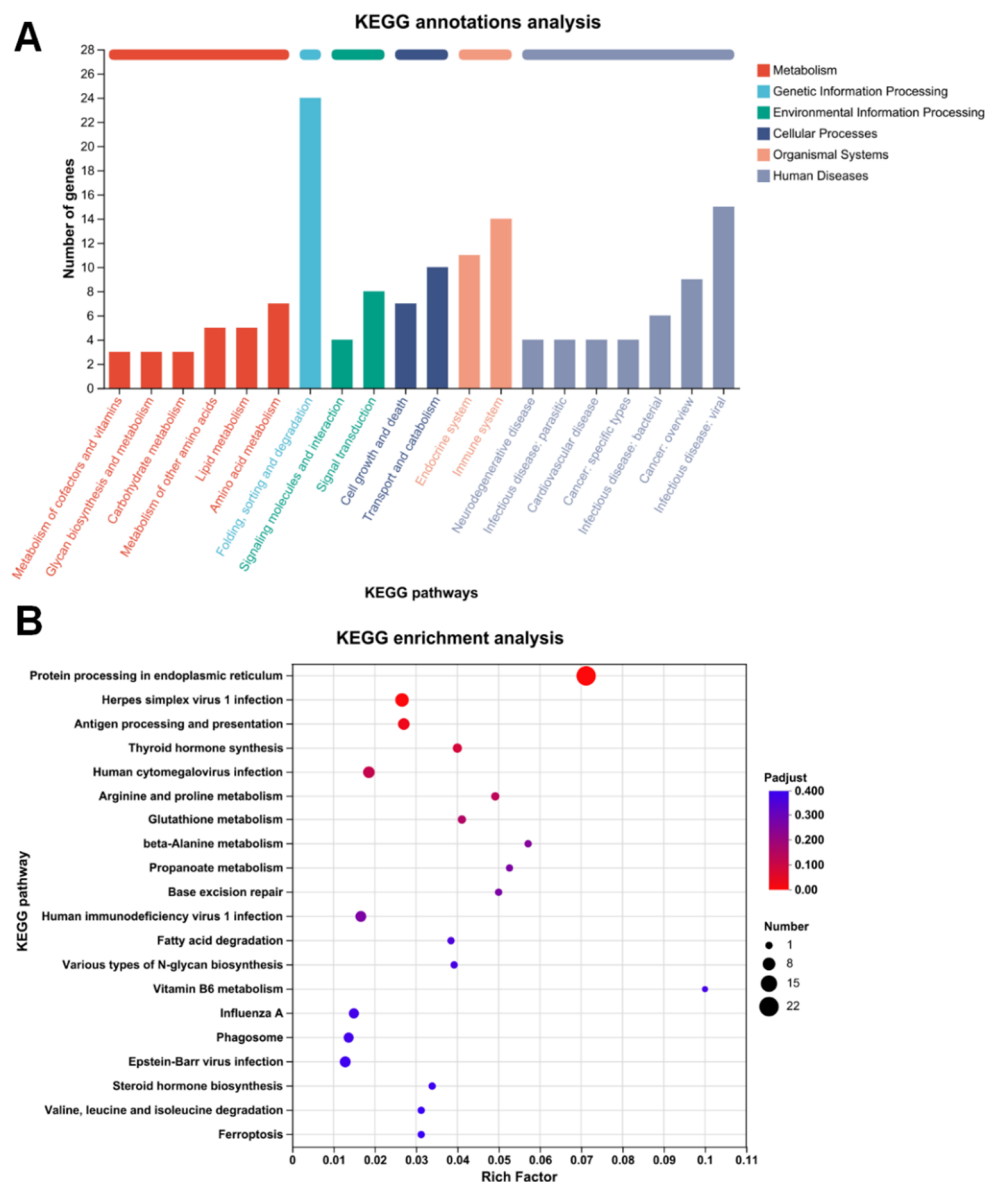 A
KEGG annotations analysis
28
26
24
22
20
18
16
14
12
10
8
6
4
2
0
Number of genes
Metabolism
Genetic Information Processing
Environmental Information Processing
Cellular Processes
Organismal Systems
Human Diseases
Metabolism of cofactors and vitamins
Glycan biosynthesis and metabolism
Carbohydrate metabolism
Metabolism of other amino acids
Lipid metabolism
Amino acid metabolism
Folding, sorting and degradation
Signaling molecules and interaction
Signal transduction
Cell growth and death
Transport and catabolism
Endocrine system
Immune system
Neurodegenerative disease
Infectious disease: parasitic
Cardiovascular disease
Cancer: specific types
Infectious disease: bacterial
Cancer: overview
Infectious disease: viral
KEGG pathways
B
KEGG enrichment analysis
KEGG pathway
Protein processing in endoplasmic reticulum
Herpes simplex virus 1 infection
Antigen processing and presentation
Thyroid hormone synthesis
Human cytomegalovirus infection
Arginine and proline metabolism
Glutathione metabolism
beta-Alanine metabolism
Propanoate metabolism
Base excision repair
Human immunodeficiency virus 1 infection
Fatty acid degradation
Various types of N-glycan biosynthesis
Vitamin B6 metabolism
Influenza A
Phagosome
Epstein-Barr virus infection
Steroid hormone biosynthesis
Valine, leucine and isoleucine degradation
Ferroptosis
0 0.01 0.02 0.03 0.04 0.05 0.06 0.07 0.08 0.09 0.1 0.11
Rich Factor
Padjust
0.400
0.300
0.200
0.100
0.00
Number
1
8
15
22